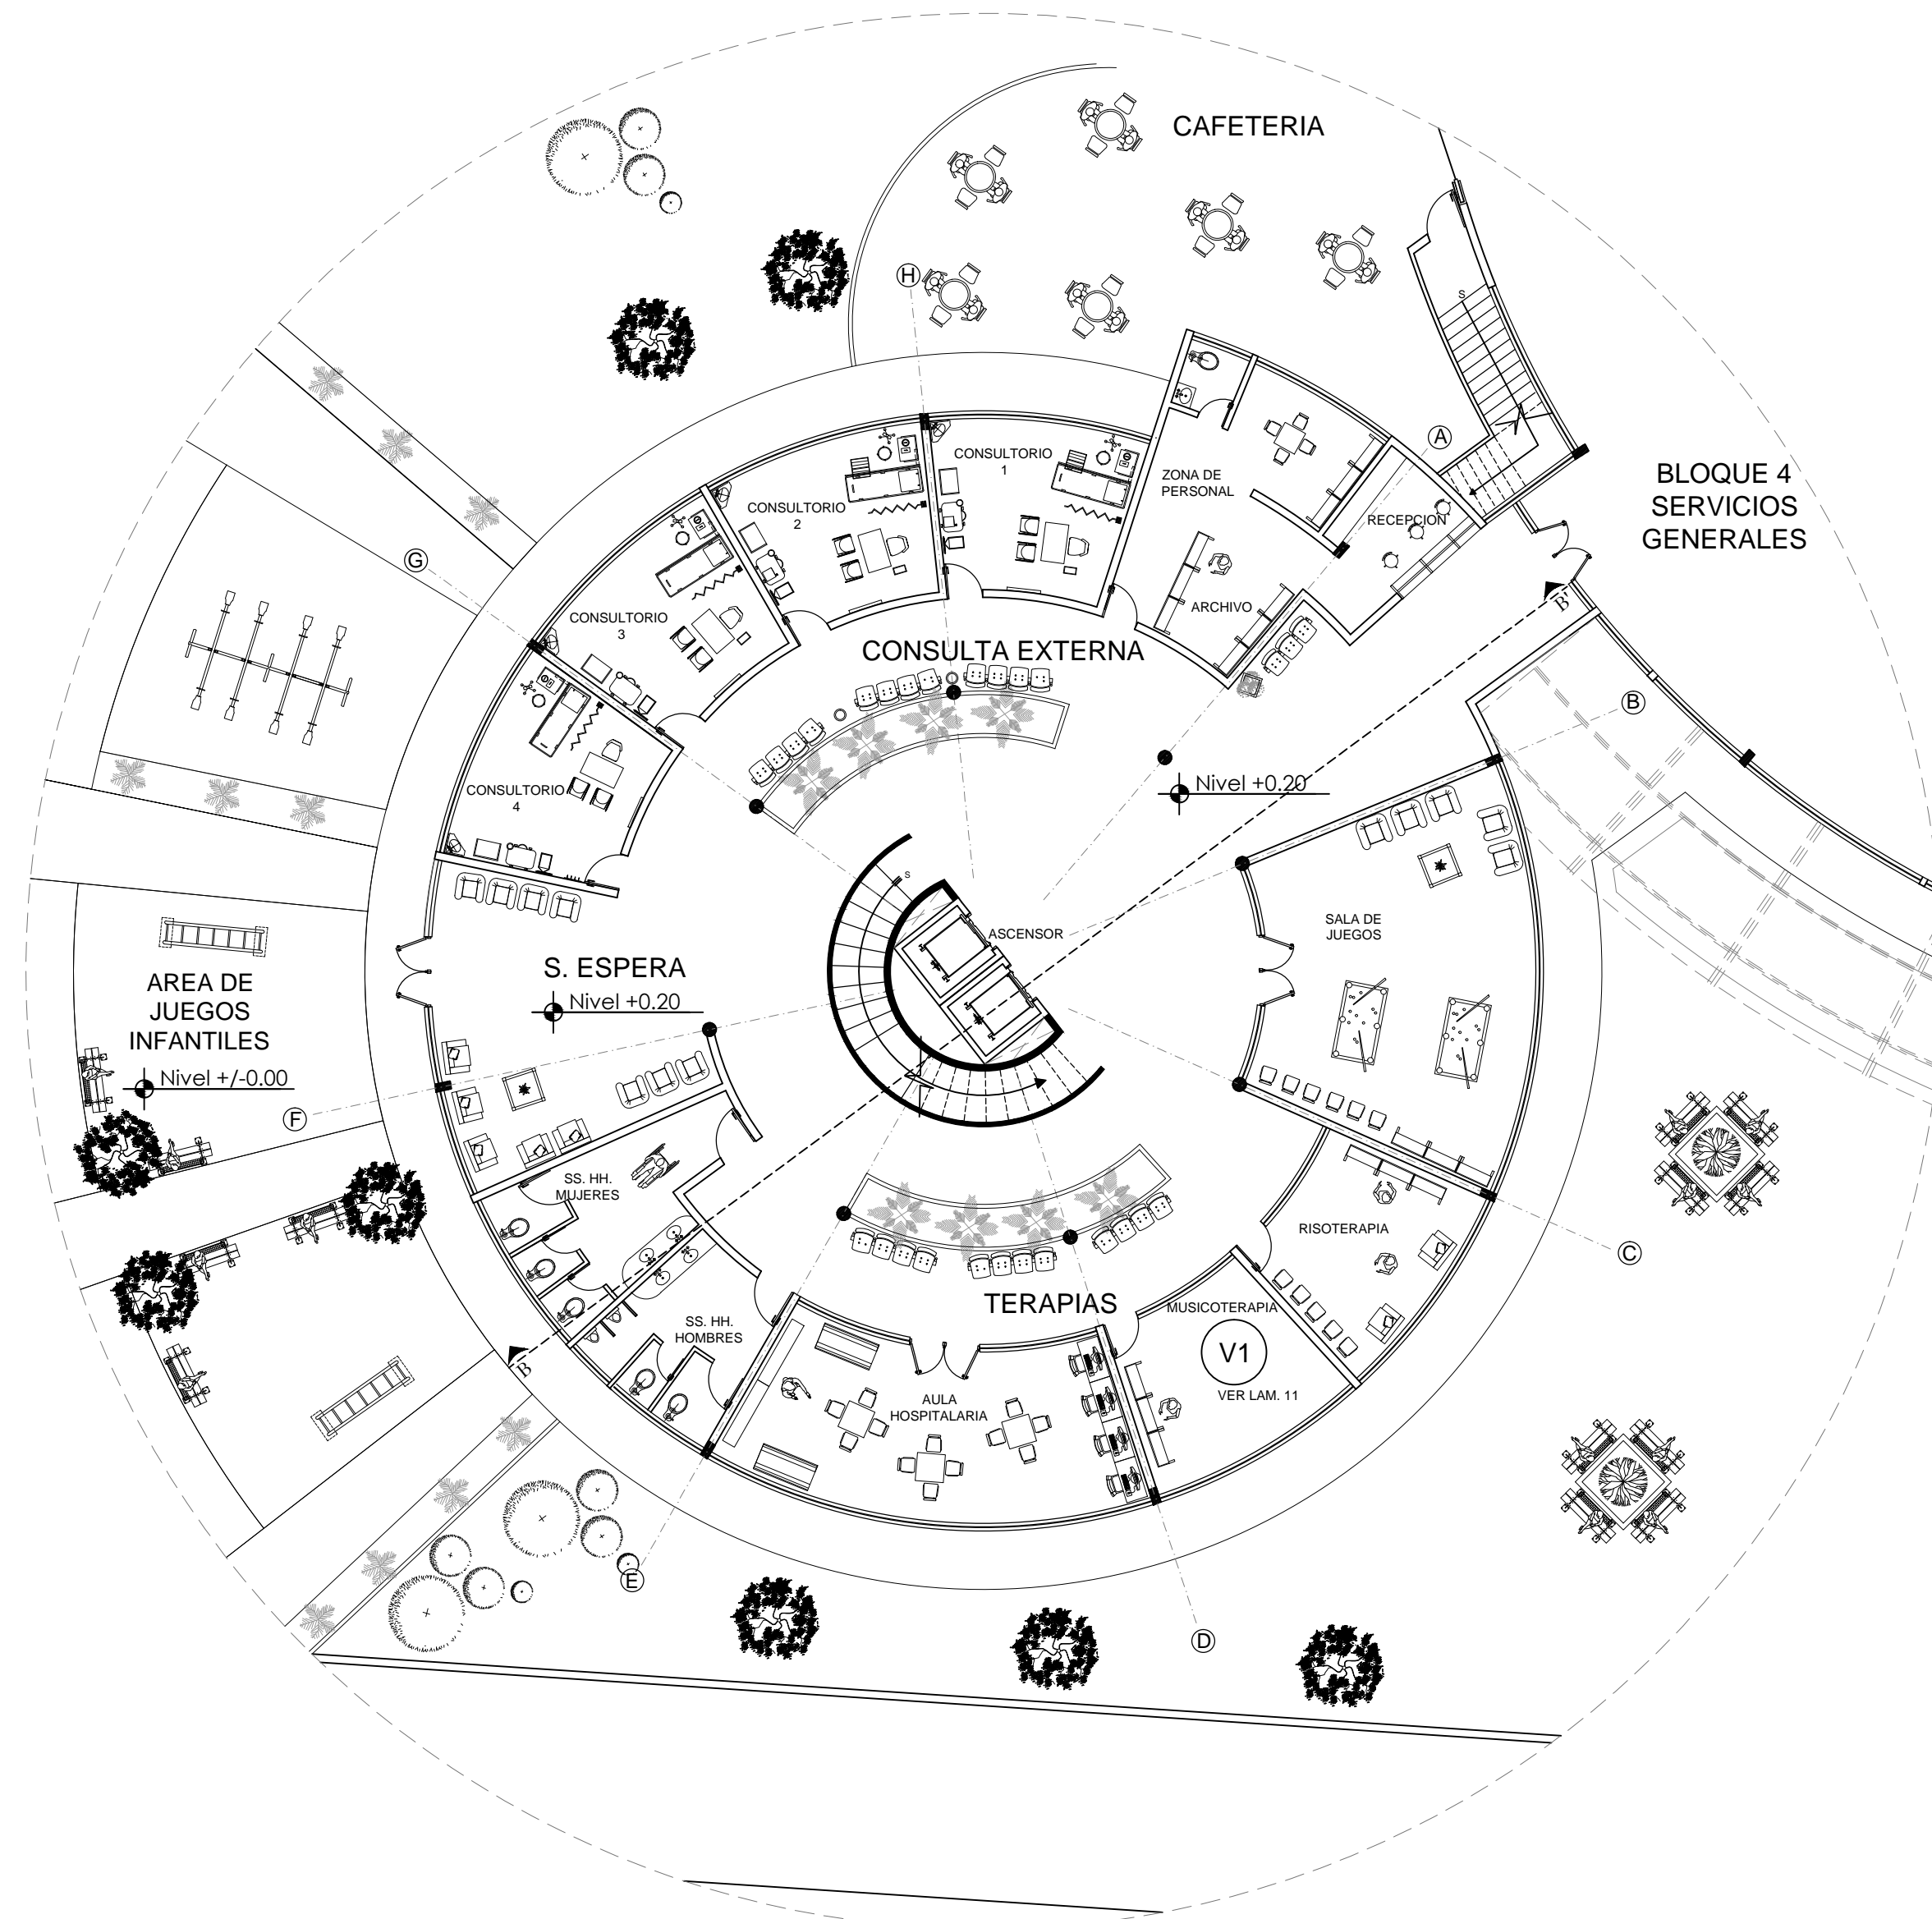 CAFETERIA
S
H
A
CONSULTORIO
1
ZONA DE
PERSONAL
BLOQUE 4
SERVICIOS
GENERALES
CONSULTORIO
2
RECEPCION
G
CONSULTORIO
3
ARCHIVO
B'
CONSULTA EXTERNA
B
CONSULTORIO
4
Nivel +0.20
S
ASCENSOR
SALA DE
JUEGOS
S. ESPERA
Nivel +0.20
AREA DE
JUEGOS
INFANTILES
Nivel +/-0.00
F
SS. HH.
MUJERES
RISOTERAPIA
C
TERAPIAS
MUSICOTERAPIA
SS. HH.
HOMBRES
V1
B
VER LAM. 11
AULA
HOSPITALARIA
E
D